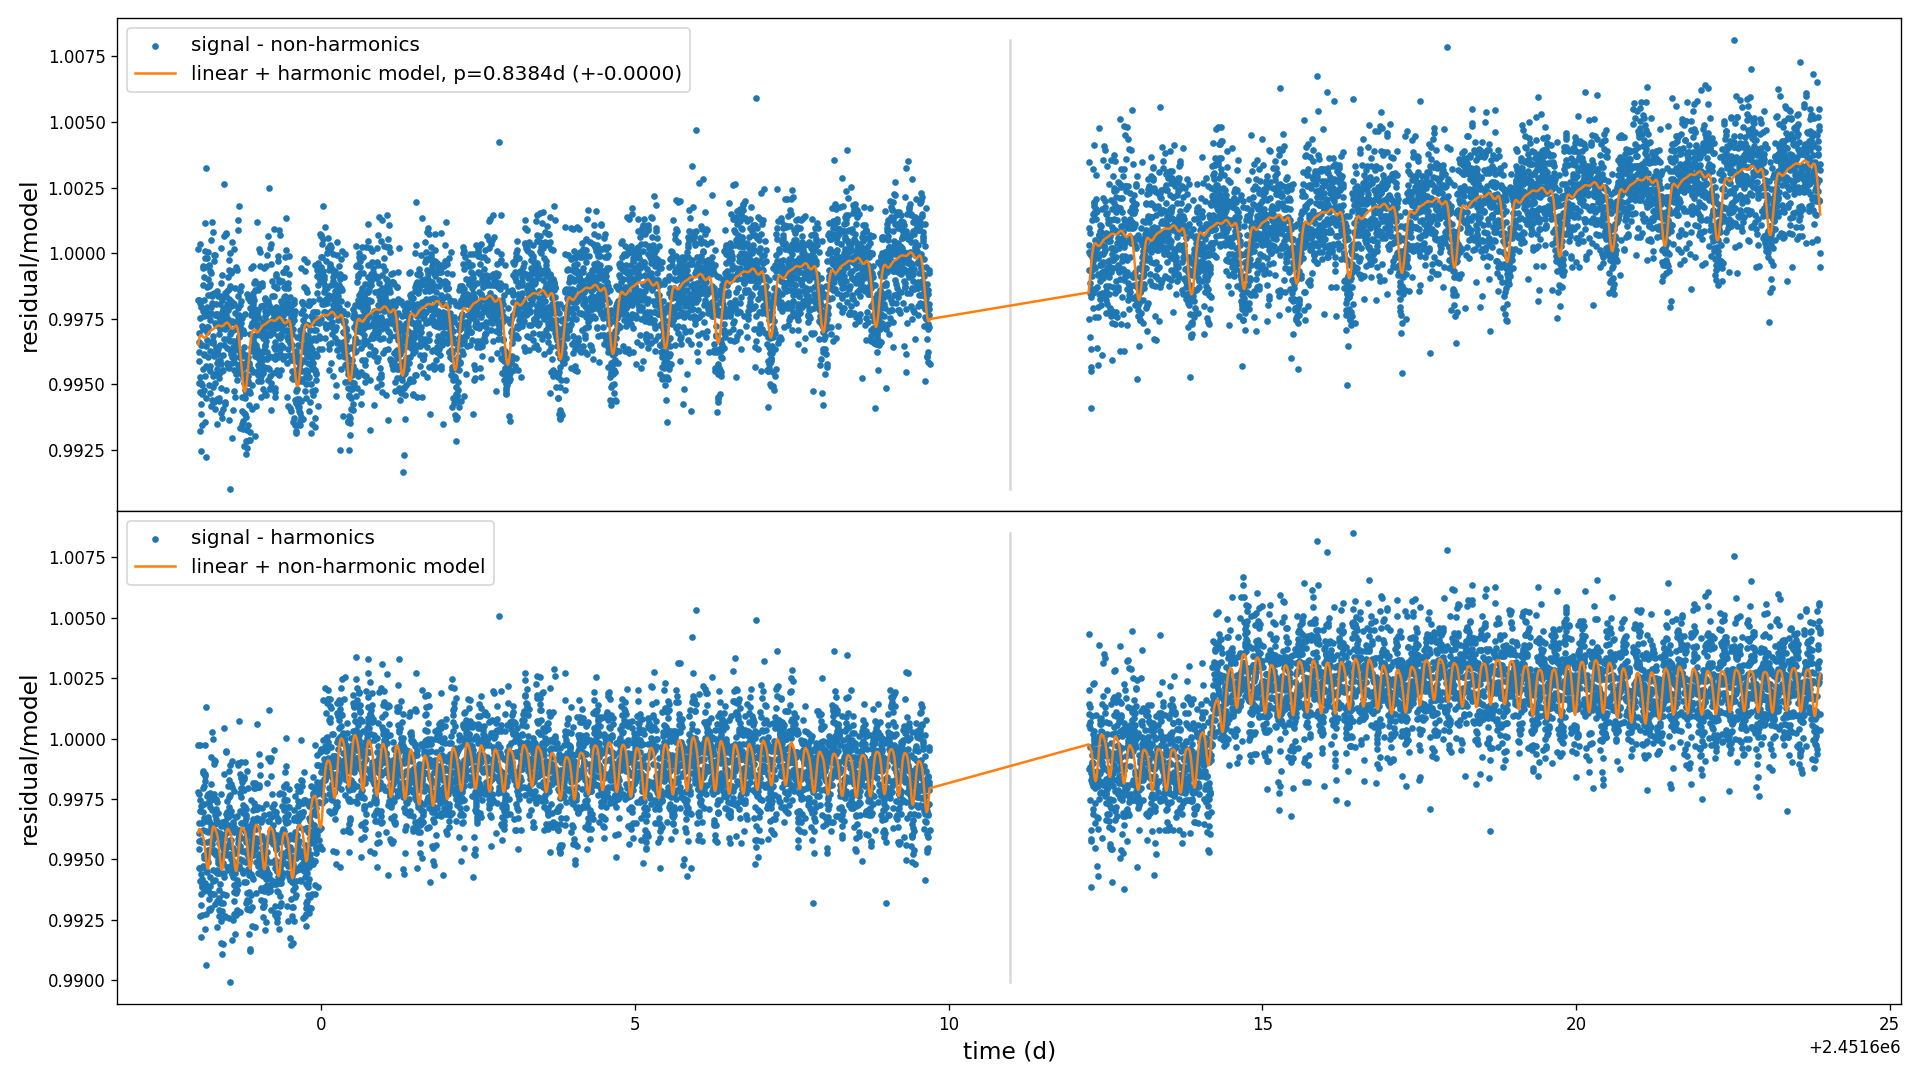 signal - non-harmonics
linear + harmonic model, p=0.8384d (+-0.0000)
1.0075
1.0050
1.0025
1.0000
0.9975
0.9950
0.9925
residual/model
signal - harmonics
linear + non-harmonic model
1.0075
1.0050
1.0025
1.0000
0.9975
0.9950
0.9925
0.9900
residual/model
0 5 10 15 20 25
time (d)
+2.4516e6